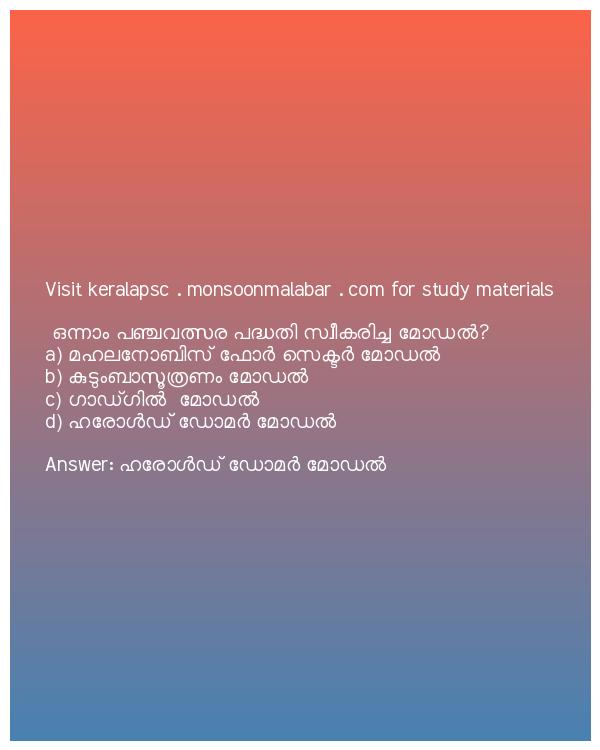 Visit keralapsc . monsoonmalabar . com for study materials
ഒന്നാം പഞ്ചവത്സര പദ്ധതി സ്വീകരിച്ച മോഡൽ?
a) മഹലനോബിസ് ഫോർ സെക്ടർ മോഡൽ
b) കുടുംബാസൂത്രണം മോഡൽ
c) ഗാഡ്ഗിൽ മോഡൽ
d) ഹരോൾഡ് ഡോമർ മോഡൽ
Answer: ഹരോൾഡ് ഡോമർ മോഡൽ